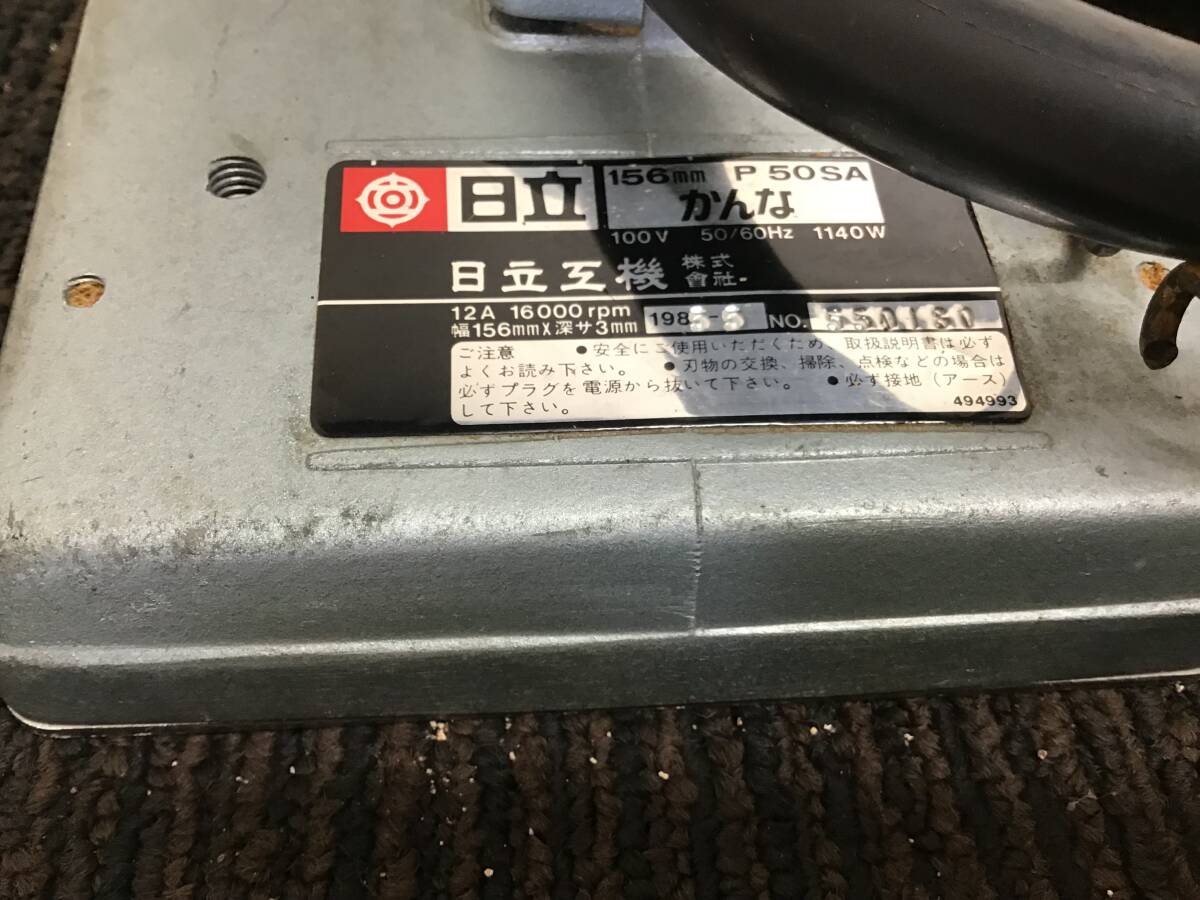 日立
156mm P50SA
かんな
100V 50/60Hz 1140W
日立工機 株式會社
12A 16000rpm
幅156mm×深サ3mm
198 NO.
ご注意 ●安全にご使用いただくため、取扱説明書は必ず
よくお読み下さい。 ●刃物の交換、掃除、点検などの場合は
必ずプラグを電源から抜いて下さい。 ●必ず接地(アース)
して下さい。
494993